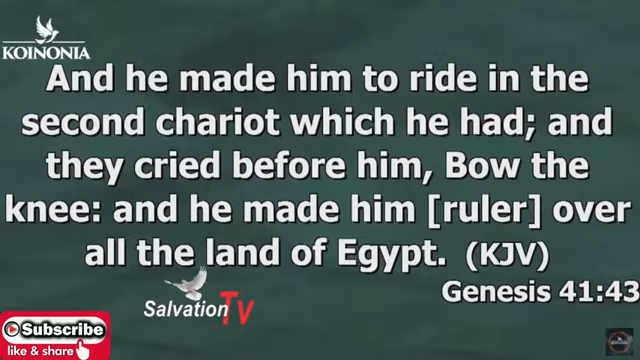 KOINONIA
And he made him to ride in the
second chariot which he had; and
they cried before him, Bow the
knee: and he made him [ruler] over
all the land of Egypt. (KJV)
Genesis 41:43
Salvation Tv
Subscribe
like & share